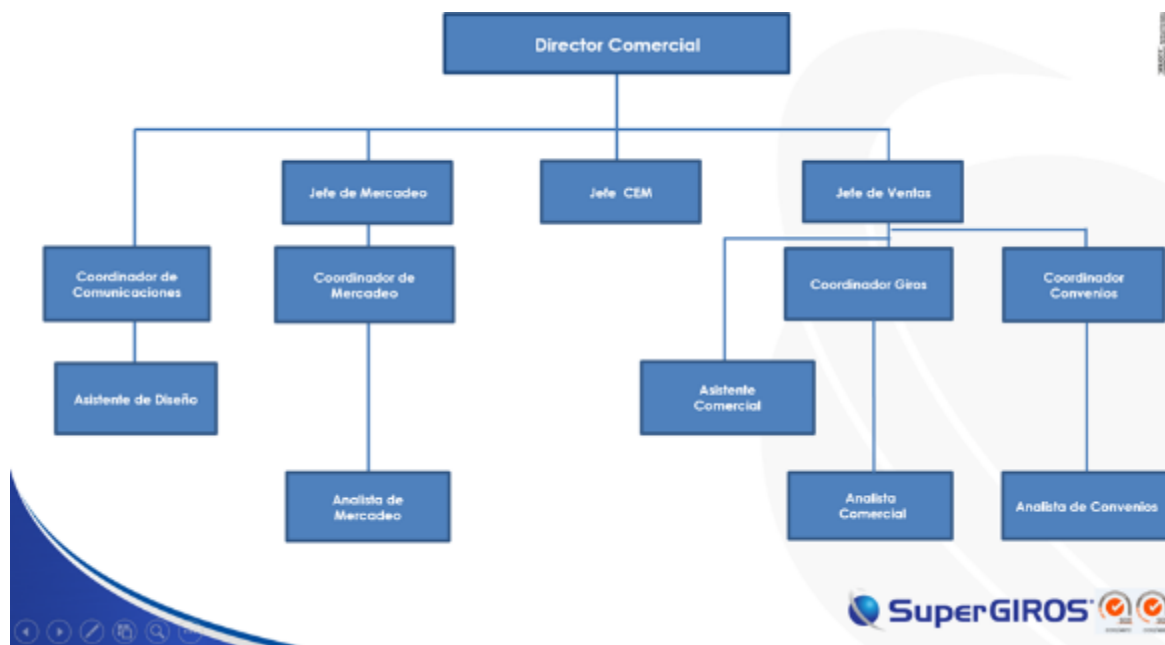 Director Comercial
Jefe de Mercadeo
Jefe CEM
Jefe de Ventas
Coordinador de
Comunicaciones
Coordinador de
Mercadeo
Coordinador Giros
Coordinador
Convenios
Asistente de Diseño
Asistente
Comercial
Analista de
Mercadeo
Analista
Comercial
Analista de Convenios
SuperGIROS